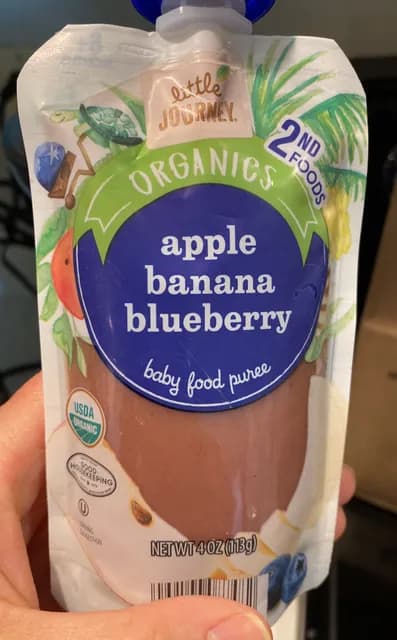 little
JOURNEY.
2ND
FOODS
ORGANICS
apple
banana
blueberry
baby food puree
USDA
ORGANIC
GOOD
HOUSEKEEPING
U
NET WT 4 OZ (113g)